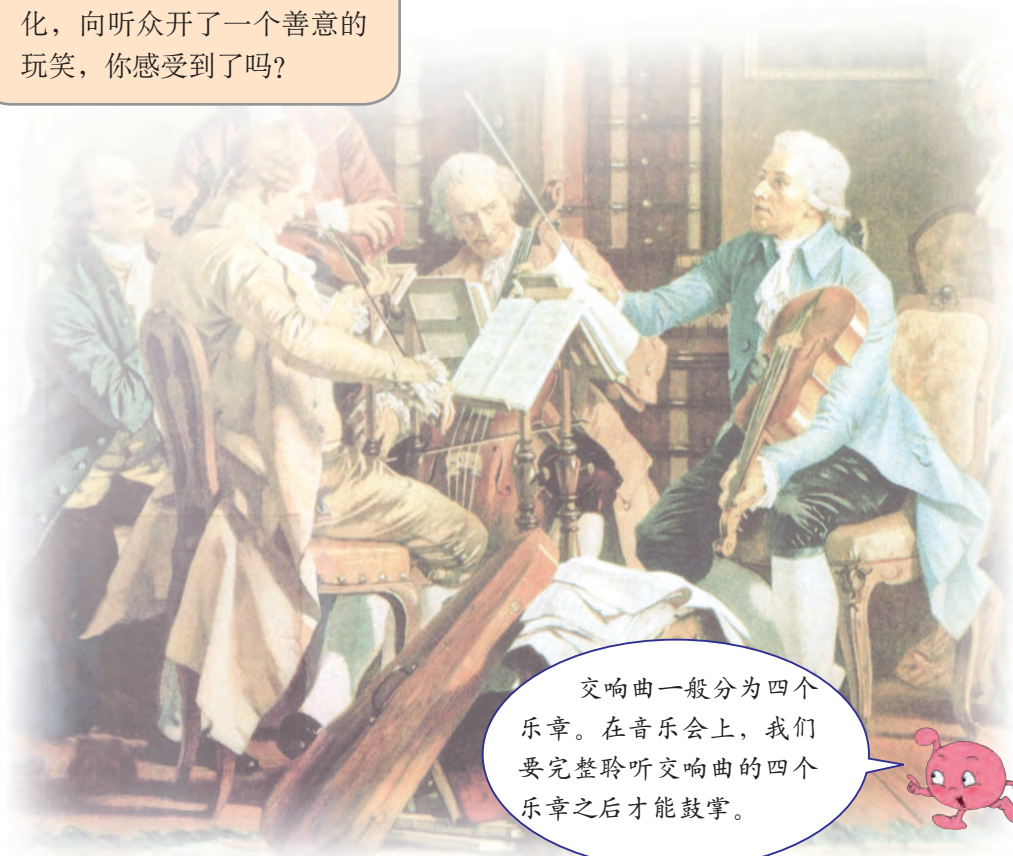 化，向听众开了一个善意的
玩笑，你感受到了吗？
交响曲一般分为四个
乐章。在音乐会上，我们
要完整聆听交响曲的四个
乐章之后才能鼓掌。